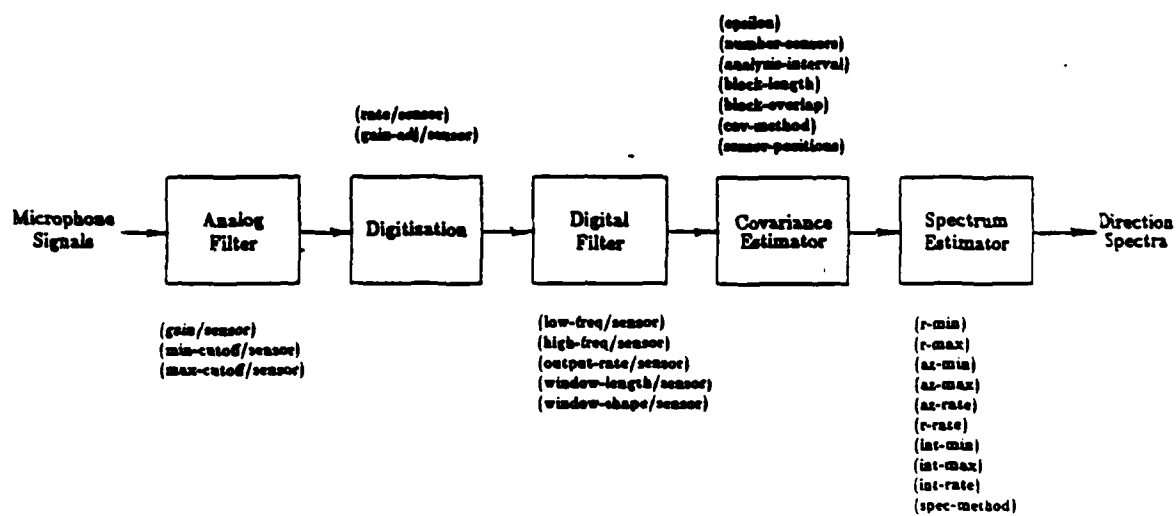 (epsilon)
(number-sensors)
(analysis-interval)
(block-length)
(block-overlap)
(cov-method)
(sensor-positions)
(rate/sensor)
(gain-adj/sensor)
Microphone
Signals
Analog
Filter
Digitisation
Digital
Filter
Covariance
Estimator
Spectrum
Estimator
Direction
Spectra
(gain/sensor)
(min-cutoff/sensor)
(max-cutoff/sensor)
(low-freq/sensor)
(high-freq/sensor)
(output-rate/sensor)
(window-length/sensor)
(window-shape/sensor)
(r-min)
(r-max)
(az-min)
(az-max)
(az-rate)
(r-rate)
(int-min)
(int-max)
(int-rate)
(spec-method)